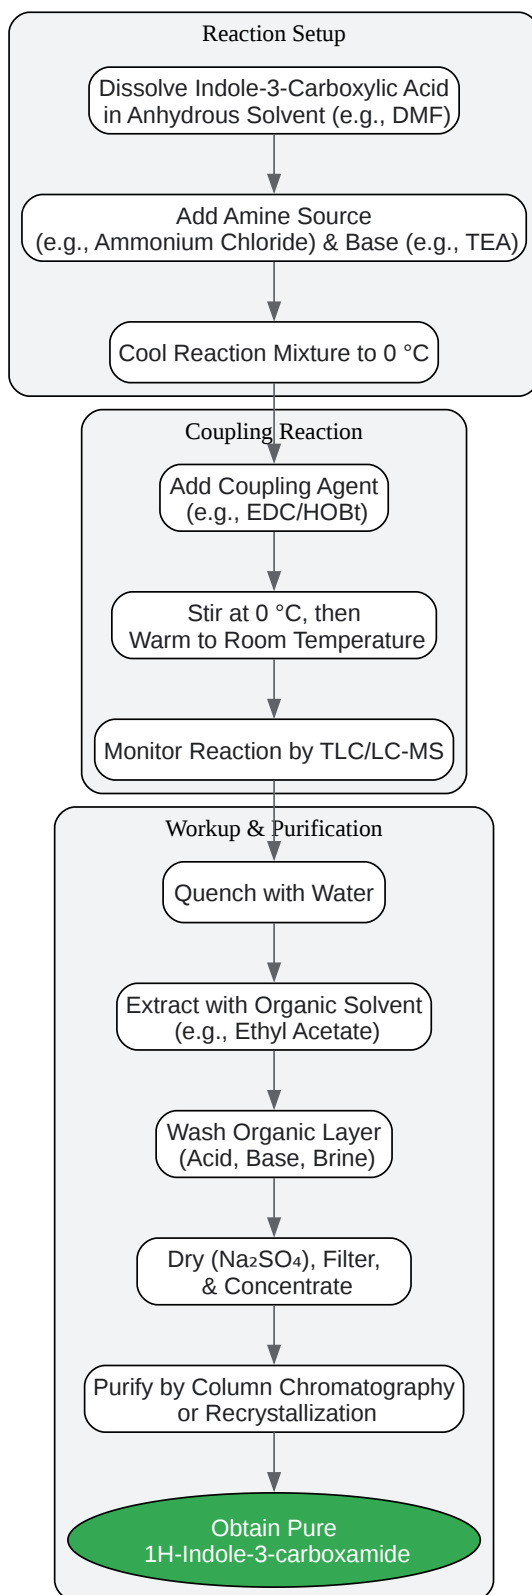 Reaction Setup
Dissolve Indole-3-Carboxylic Acid
in Anhydrous Solvent (e.g., DMF)
Add Amine Source
(e.g., Ammonium Chloride) & Base (e.g., TEA)
Cool Reaction Mixture to 0 °C
Coupling Reaction
Add Coupling Agent
(e.g., EDC/HOBt)
Stir at 0 °C, then
Warm to Room Temperature
Monitor Reaction by TLC/LC-MS
Workup & Purification
Quench with Water
Extract with Organic Solvent
(e.g., Ethyl Acetate)
Wash Organic Layer
(Acid, Base, Brine)
Dry (Na₂SO₄), Filter,
& Concentrate
Purify by Column Chromatography
or Recrystallization
Obtain Pure
1H-Indole-3-carboxamide